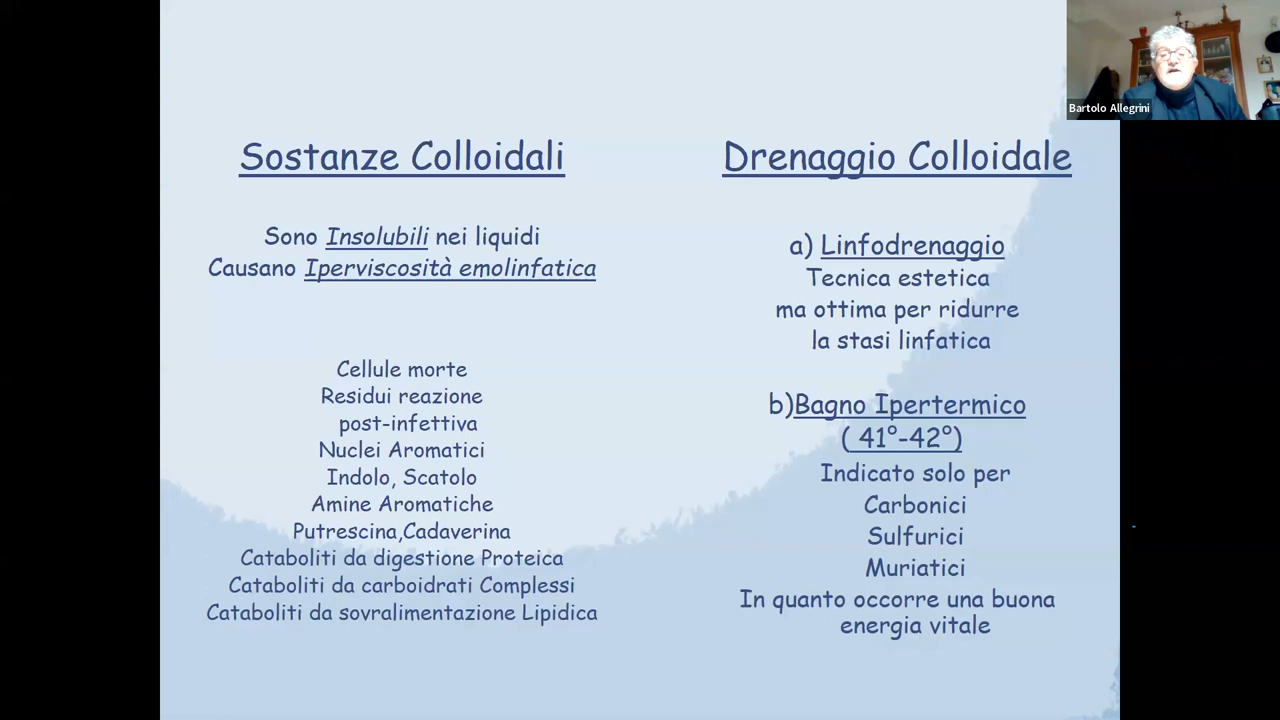 Bartolo Allegrini
Sostanze Colloidali
Sono Insolubili nei liquidi
Causano Iperviscosità emolinfatica
Cellule morte
Residui reazione
post-infettiva
Nuclei Aromatici
Indolo, Scatolo
Amine Aromatiche
Putrescina,Cadaverina
Cataboliti da digestione Proteica
Cataboliti da carboidrati Complessi
Cataboliti da sovralimentazione Lipidica
Drenaggio Colloidale
a) Linfodrenaggio
Tecnica estetica
ma ottima per ridurre
la stasi linfatica
b)Bagno Ipertermico
( 41°-42°)
Indicato solo per
Carbonici
Sulfurici
Muriatici
In quanto occorre una buona
energia vitale